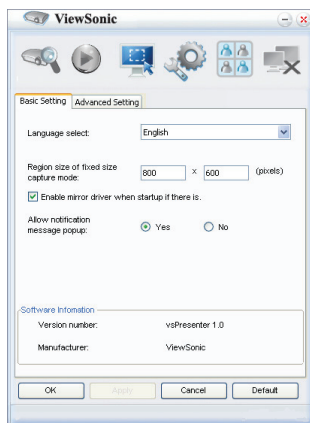 ViewSonic
Basic Setting Advanced Setting
Language select: English
Region size of fixed size capture mode: 800 x 600 (pixels)
Enable mirror driver when startup if there is.
Allow notification message popup: Yes No
Software Infomation
Version number: vsPresenter 1.0
Manufacturer: ViewSonic
OK Apply Cancel Default